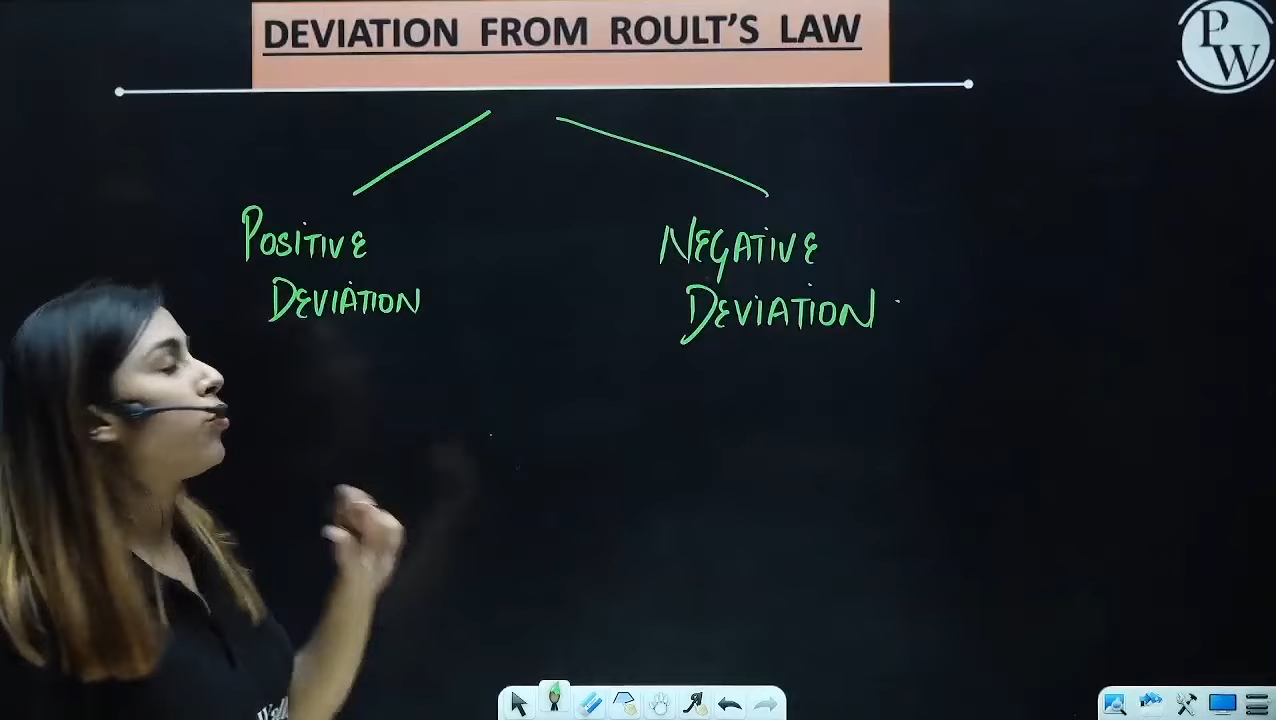 DEVIATION FROM ROULT'S LAW
PW
POSITIVE
DEVIATION
NEGATIVE
DEVIATION